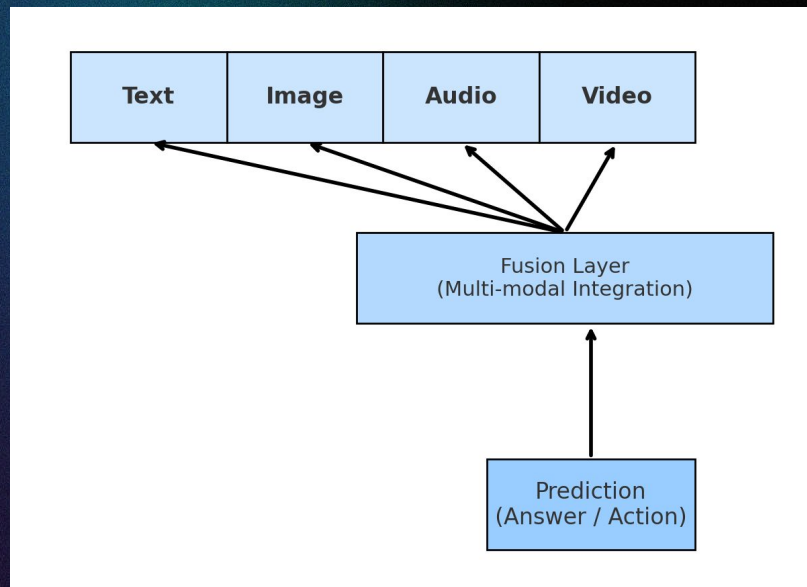 Text Image Audio Video
Fusion Layer
(Multi-modal Integration)
Prediction
(Answer / Action)